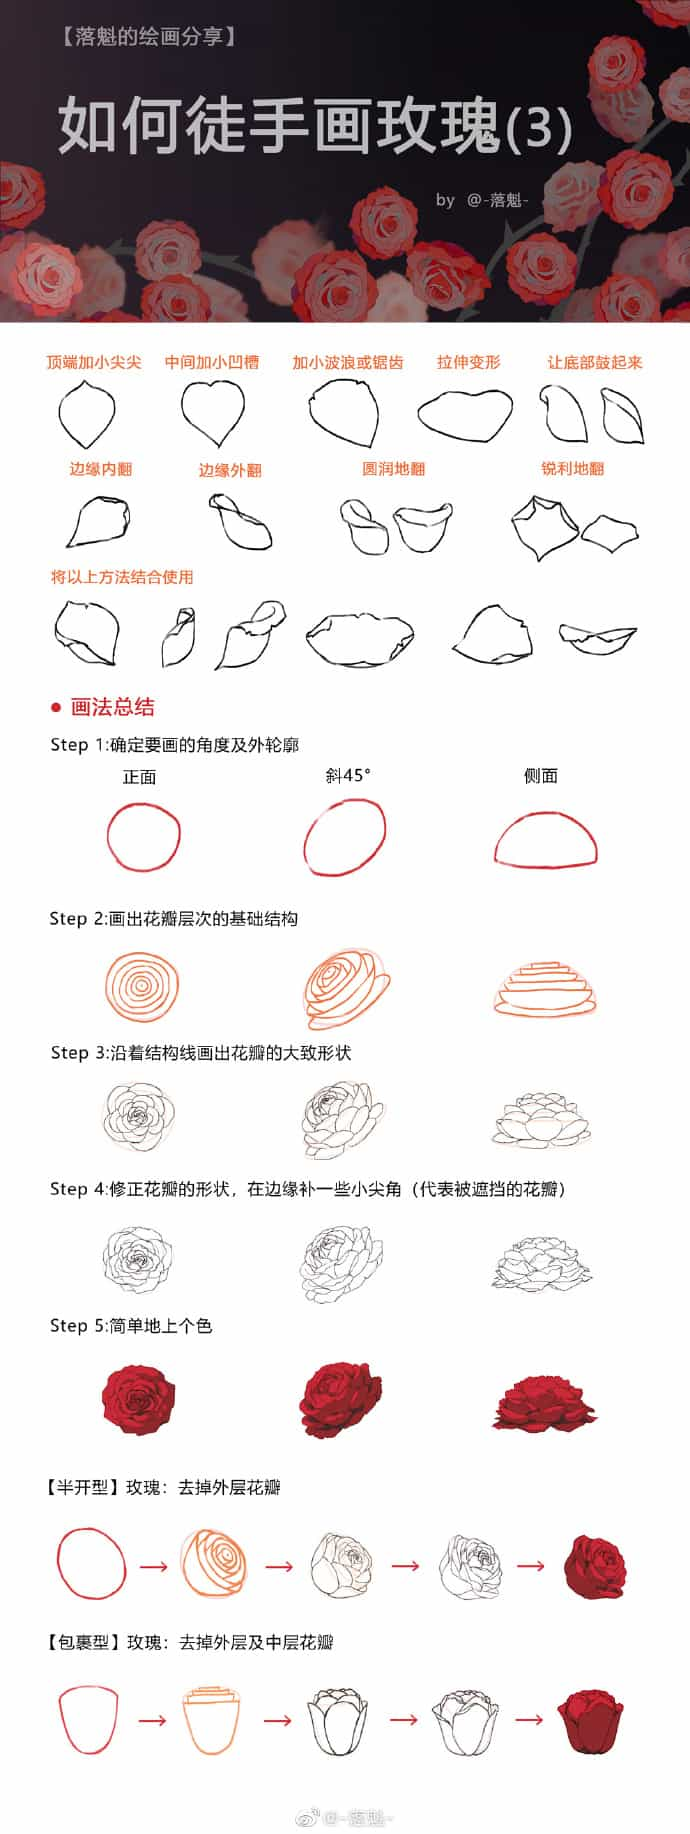 【落魁的绘画分享】
如何徒手画玫瑰(3)
by @-落魁-
顶端加小尖尖 中间加小凹槽 加小波浪或锯齿 拉伸变形 让底部鼓起来
边缘内翻 边缘外翻 圆润地翻 锐利地翻
将以上方法结合使用
● 画法总结
Step 1:确定要画的角度及外轮廓
正面 斜45° 侧面
Step 2:画出花瓣层次的基础结构
Step 3:沿着结构线画出花瓣的大致形状
Step 4:修正花瓣的形状，在边缘补一些小尖角（代表被遮挡的花瓣）
Step 5:简单地上个色
【半开型】玫瑰：去掉外层花瓣
【包裹型】玫瑰：去掉外层及中层花瓣
@-落魁-